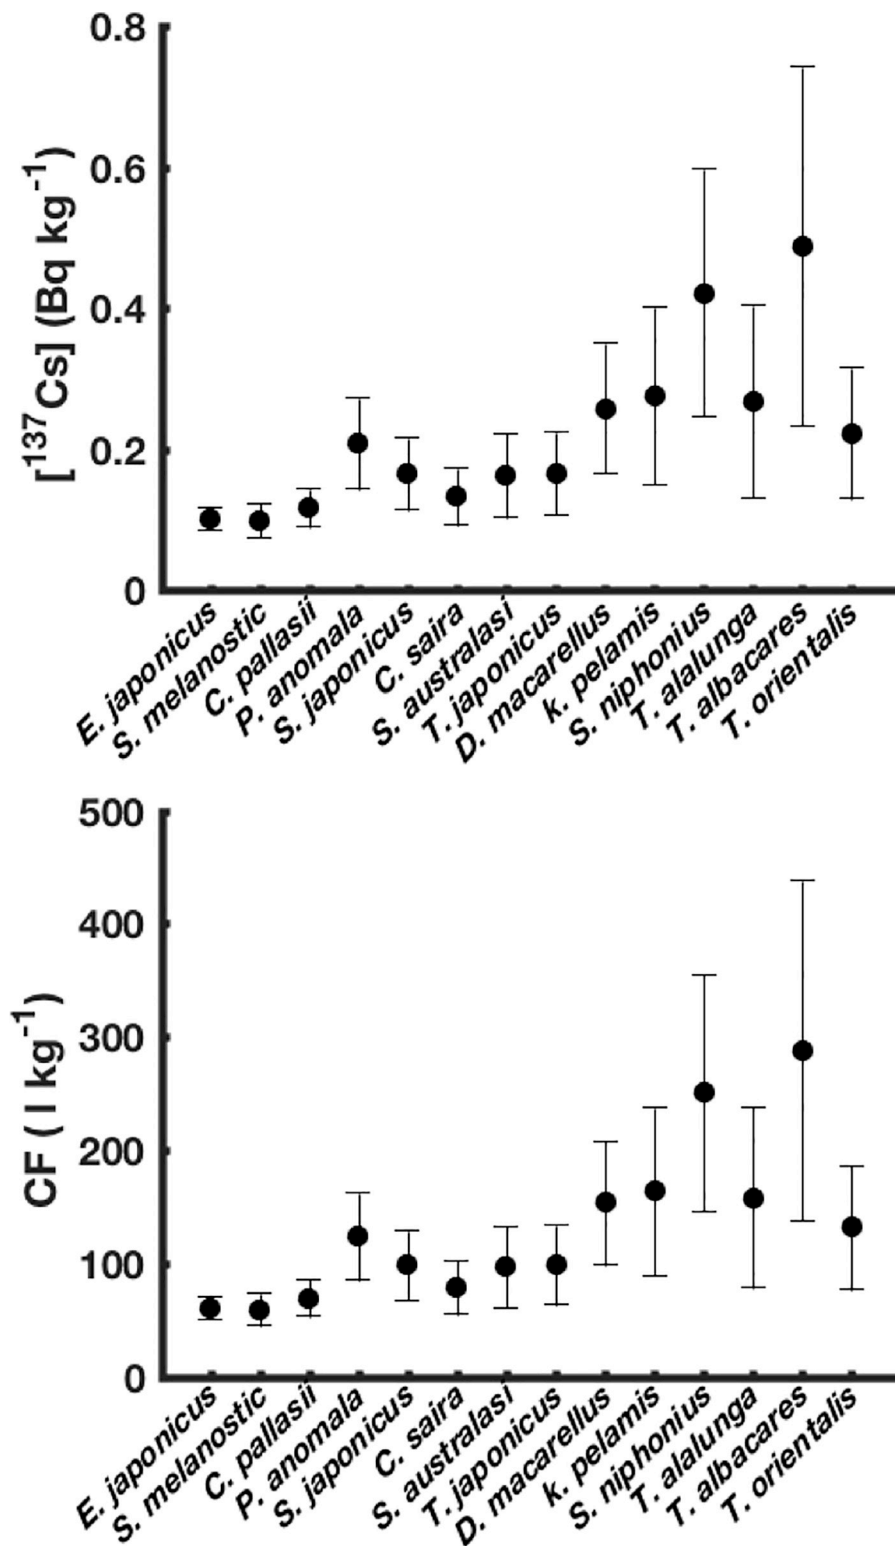 0.8
0.6
0.4
0.2
0
[137Cs] (Bq kg-1)
E. japonicus
S. melanostic
C. pallasii
P. anomala
S. japonicus
C. saira
S. australasi
T. japonicus
D. macarellus
k. pelamis
S. niphonius
T. alalunga
T. albacares
T. orientalis
500
400
300
200
100
0
CF ( l kg-1)
E. japonicus
S. melanostic
C. pallasii
P. anomala
S. japonicus
C. saira
S. australasi
T. japonicus
D. macarellus
k. pelamis
S. niphonius
T. alalunga
T. albacares
T. orientalis